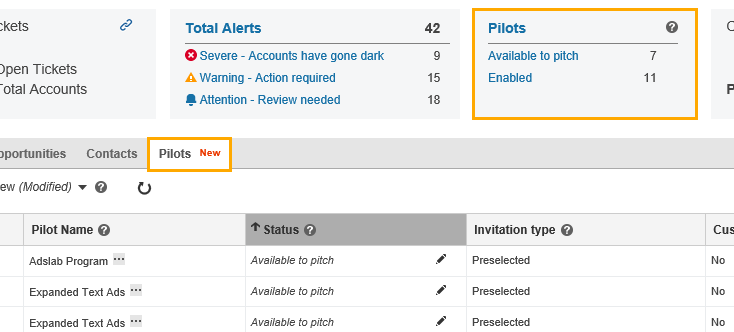 ckets
Open Tickets
Total Accounts
Total Alerts 42
Severe - Accounts have gone dark 9
Warning - Action required 15
Attention - Review needed 18
Pilots ?
Available to pitch 7
Enabled 11
pportunities Contacts Pilots New
ew (Modified) ?
Pilot Name ? Status ? Invitation type ? Cus
Adslab Program ... Available to pitch Preselected No
Expanded Text Ads ... Available to pitch Preselected No
Expanded Text Ads ... Available to pitch Preselected No